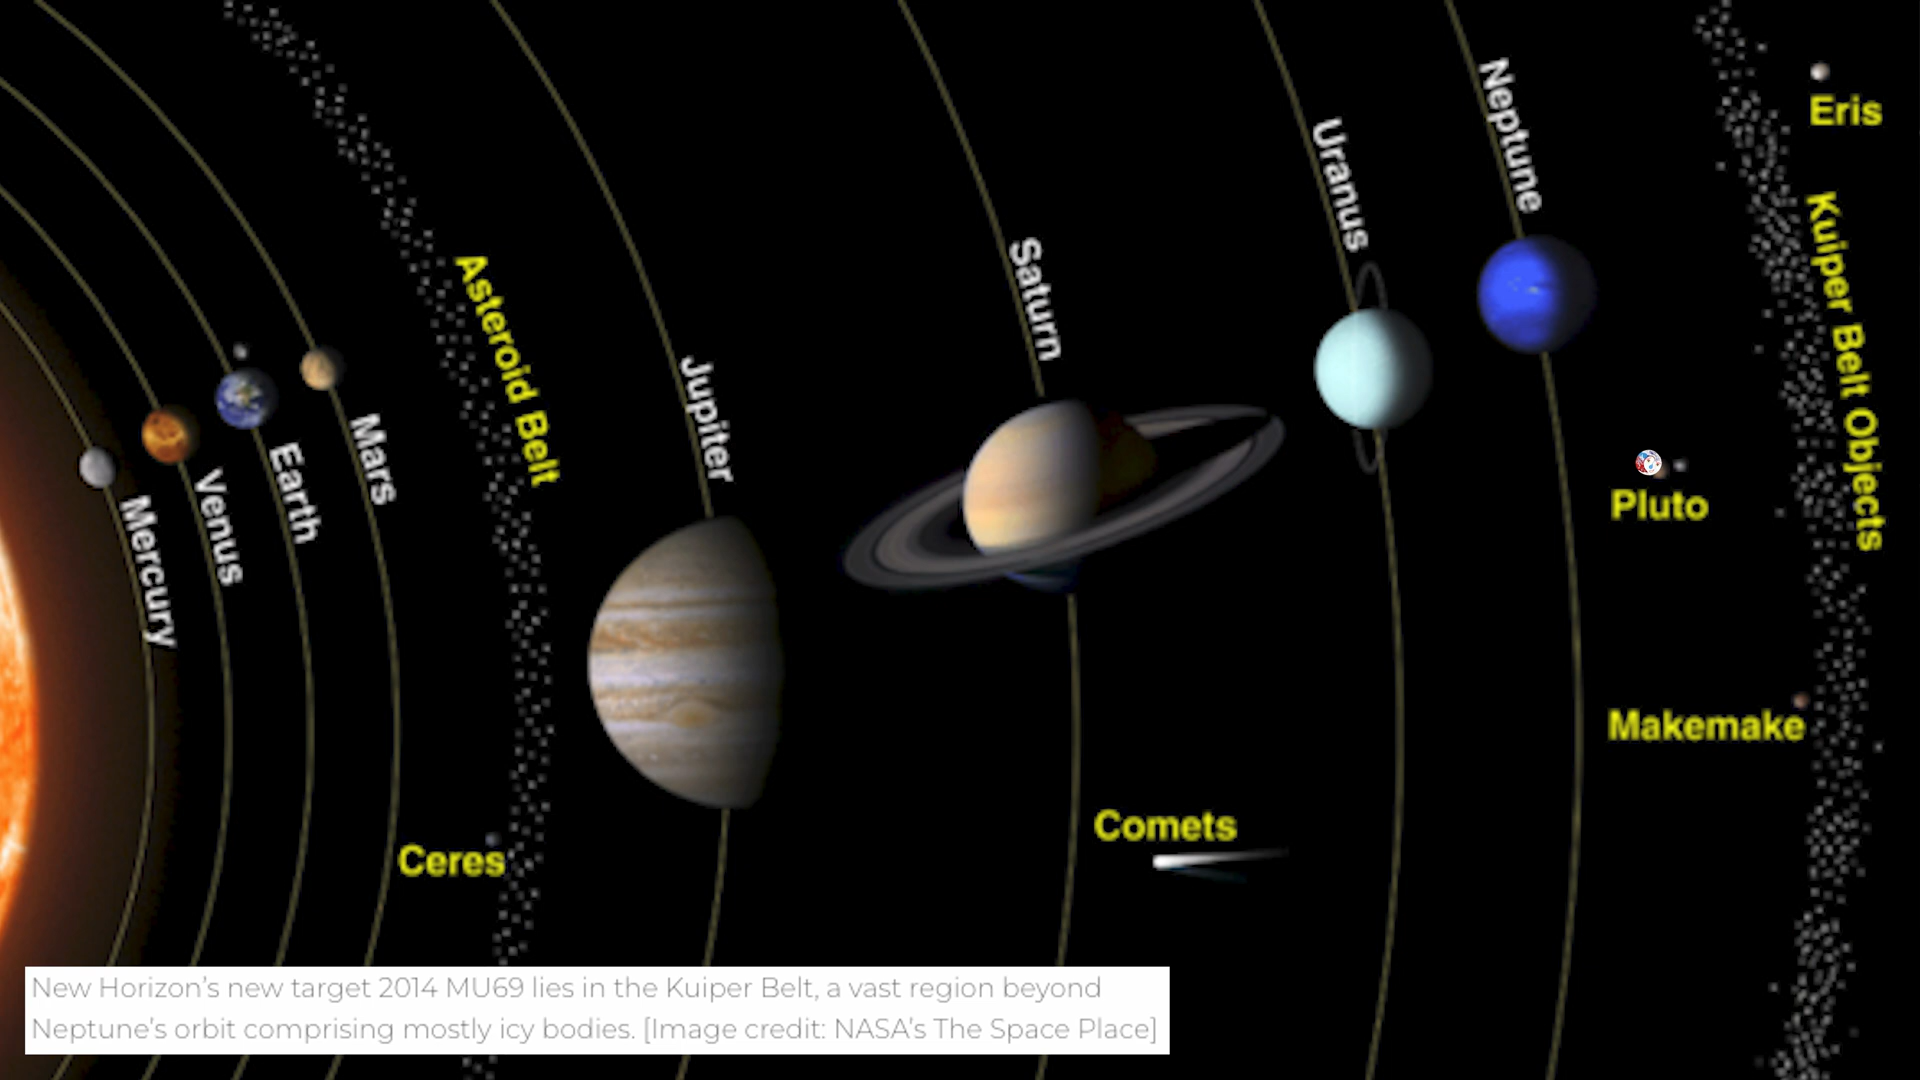 Neptune
Eris
Uranus
Kuiper Belt Objects
Saturn
Asteroid Belt
Jupiter
Mars
Earth
Venus
Mercury
Pluto
Makemake
Comets
Ceres
New Horizon's new target 2014 MU69 lies in the Kuiper Belt, a vast region beyond
Neptune's orbit comprising mostly icy bodies. [Image credit: NASA's The Space Place]